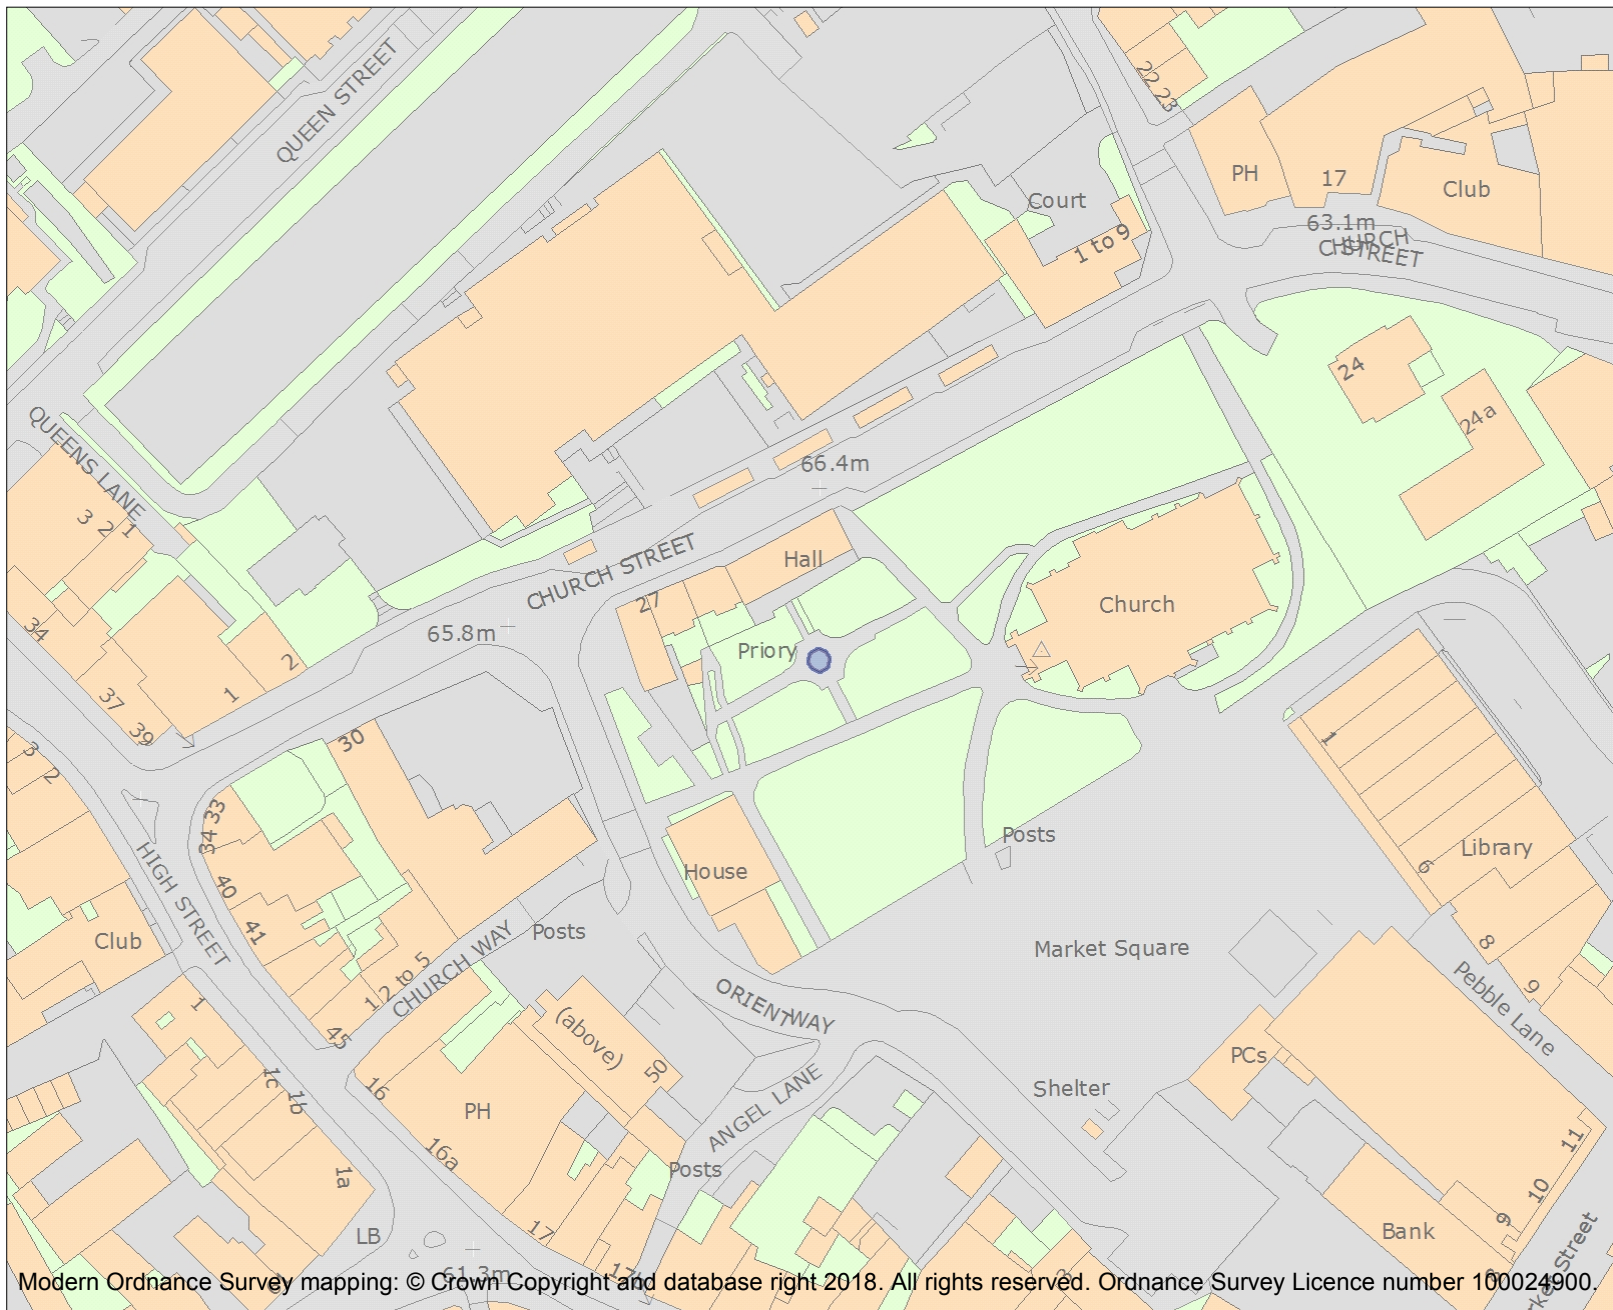 QUEEN STREET
22 23
PH
17
Club
Court
1 to 9
63.1m
CHURCH STREET
24
24a
QUEENS LANE
3 2 1
66.4m
CHURCH STREET
Hall
27
65.8m
Priory
Church
34
37
39
1
2
3
2
30
33
34
40
41
HIGH STREET
Club
House
Posts
1
6
Library
8
9
Market Square
Pebble Lane
Posts
1 2 to 5
CHURCH WAY
45
ORIENT WAY
(above)
50
1
1c
1b
1a
16
PH
16a
ANGEL LANE
Posts
Shelter
PCs
11
10
9
Bank
LB
17
61.3m
Modern Ordnance Survey mapping: © Crown Copyright and database right 2018. All rights reserved. Ordnance Survey Licence number 100024900.